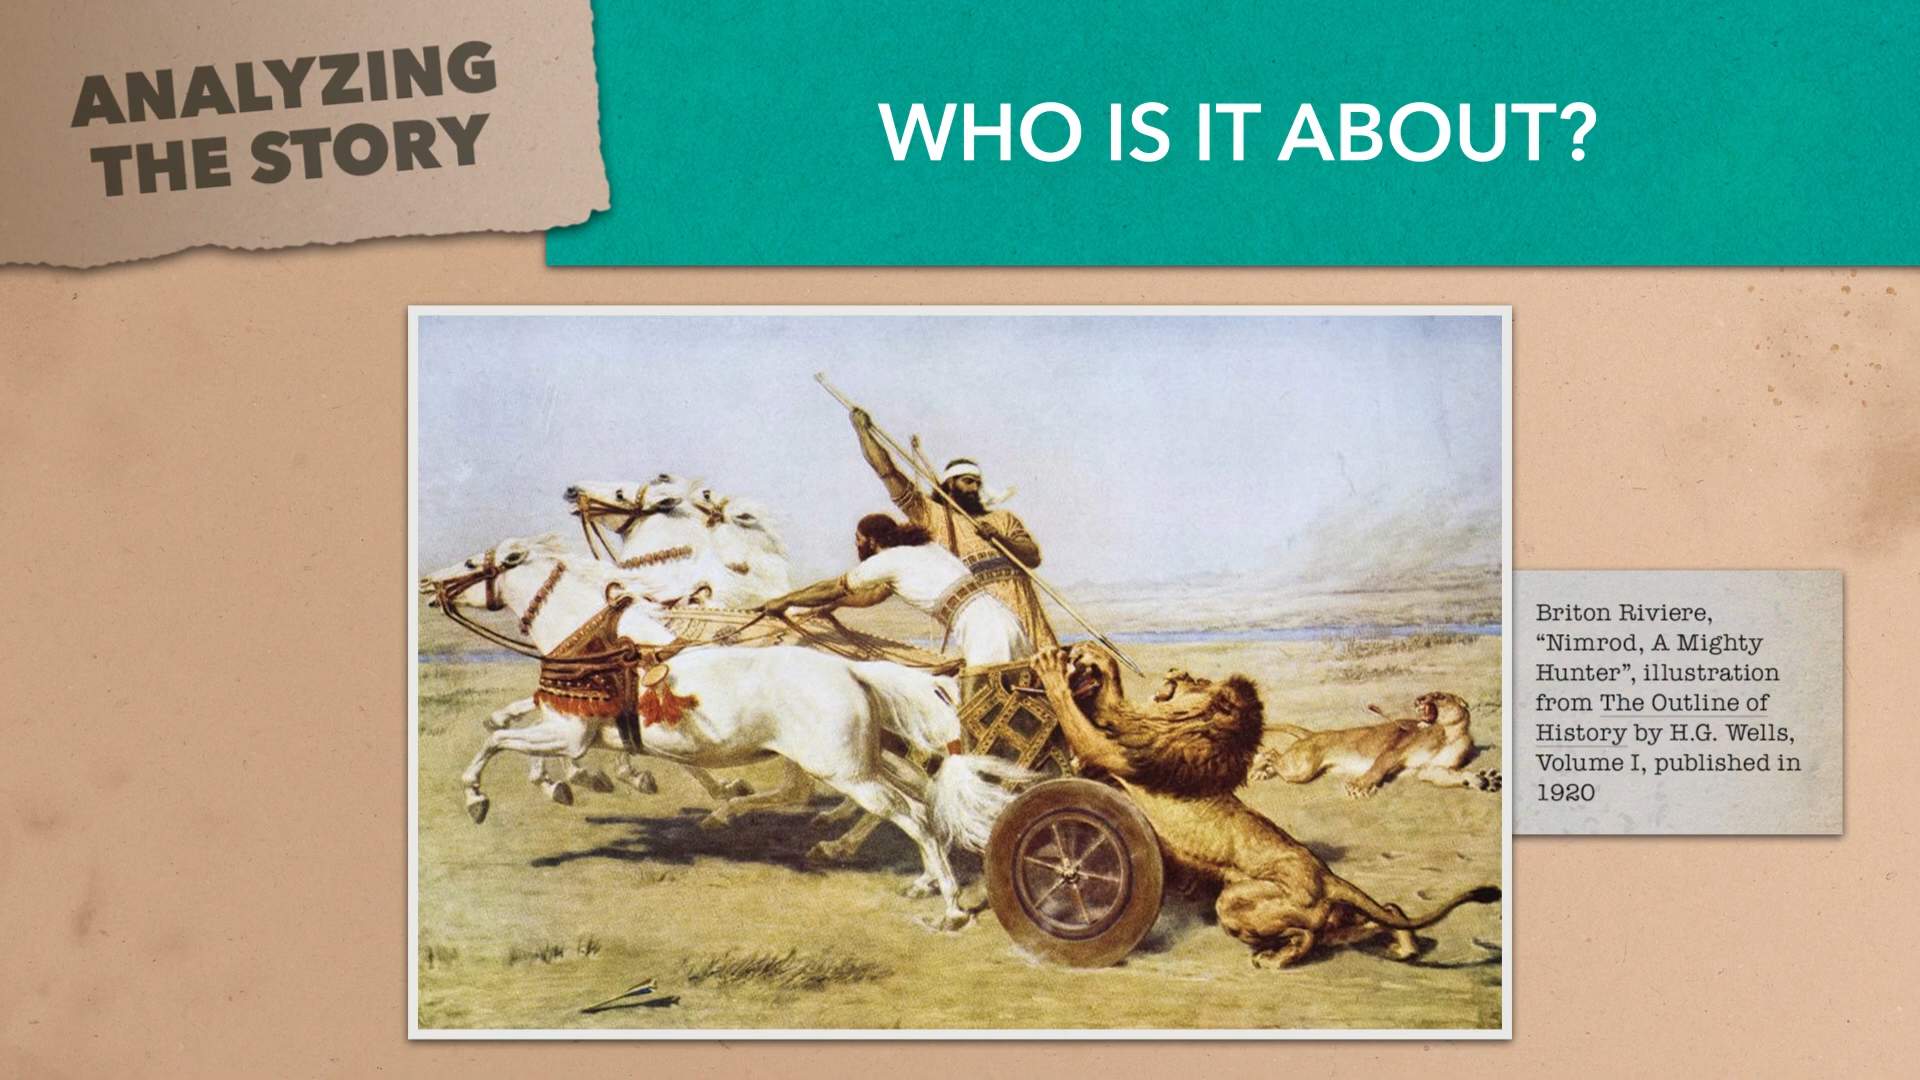 ANALYZING
THE STORY
WHO IS IT ABOUT?
Briton Riviere,
“Nimrod, A Mighty
Hunter”, illustration
from The Outline of
History by H.G. Wells,
Volume I, published in
1920